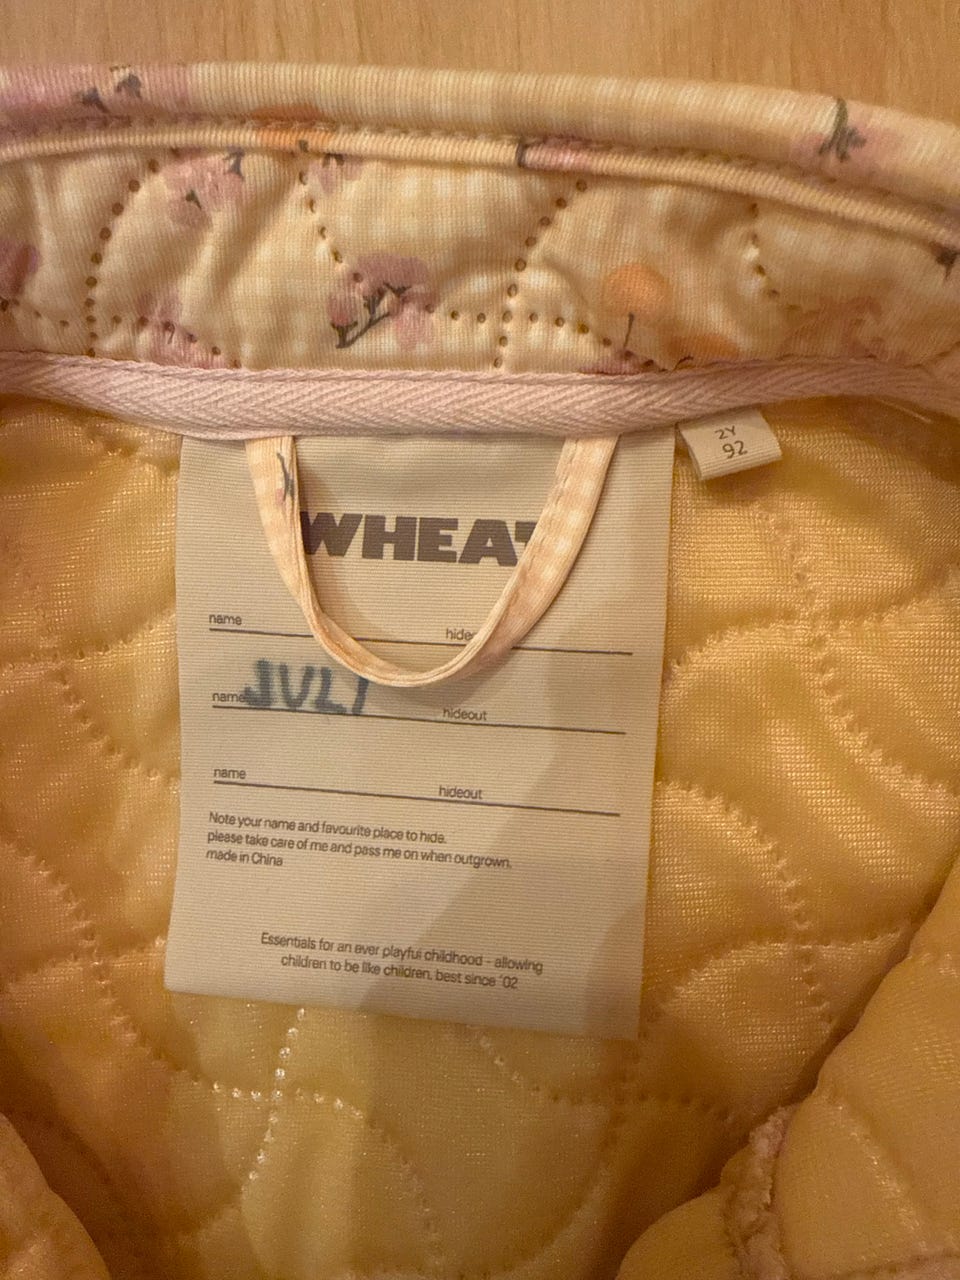 2Y
92
WHEAT
name hide
name JULI hideout
name hideout
Note your name and favourite place to hide.
please take care of me and pass me on when outgrown.
made in China
Essentials for an ever playful childhood - allowing
children to be like children. best since '02